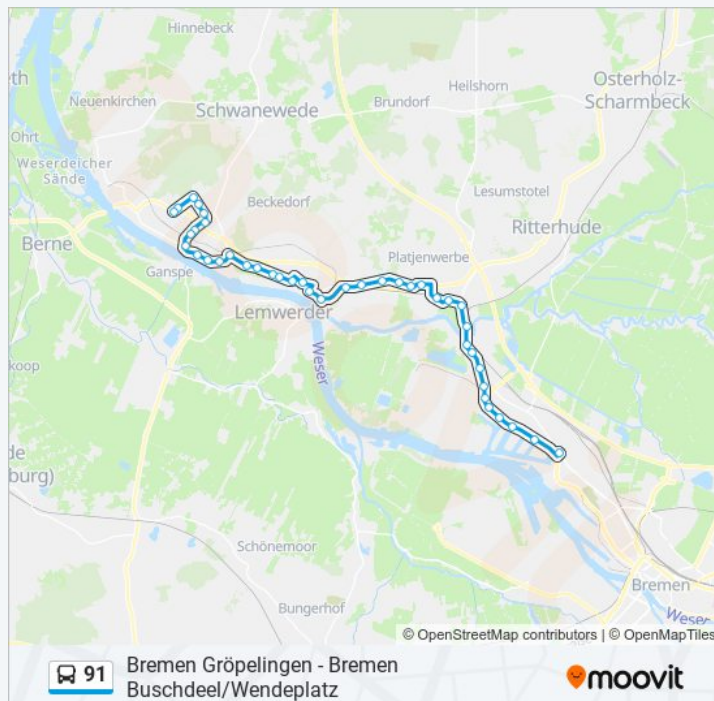 Hinnebeck
Heilshorn
Osterholz-
Scharmbeck
Neuenkirchen
Schwanewede
Brundorf
Ohrt
Weserdeicher
Sände
Beckedorf
Lesumstotel
Ritterhude
Berne
Ganspe
Platjenwerbe
Lemwerder
Weser
koop
Schönemoor
Bungerhof
Bremen
Weser
© OpenStreetMap contributors | © OpenMapTiles
91
Bremen Gröpelingen - Bremen
Buschdeel/Wendeplatz
moovit